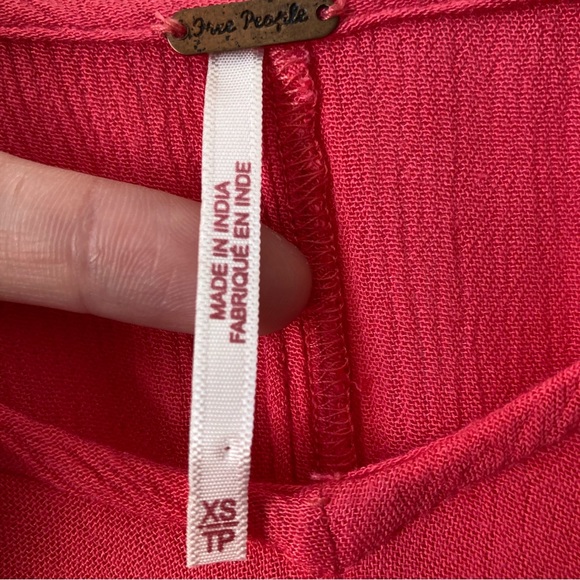 Free People
MADE IN INDIA
FABRIQUÉ EN INDE
XS
TP